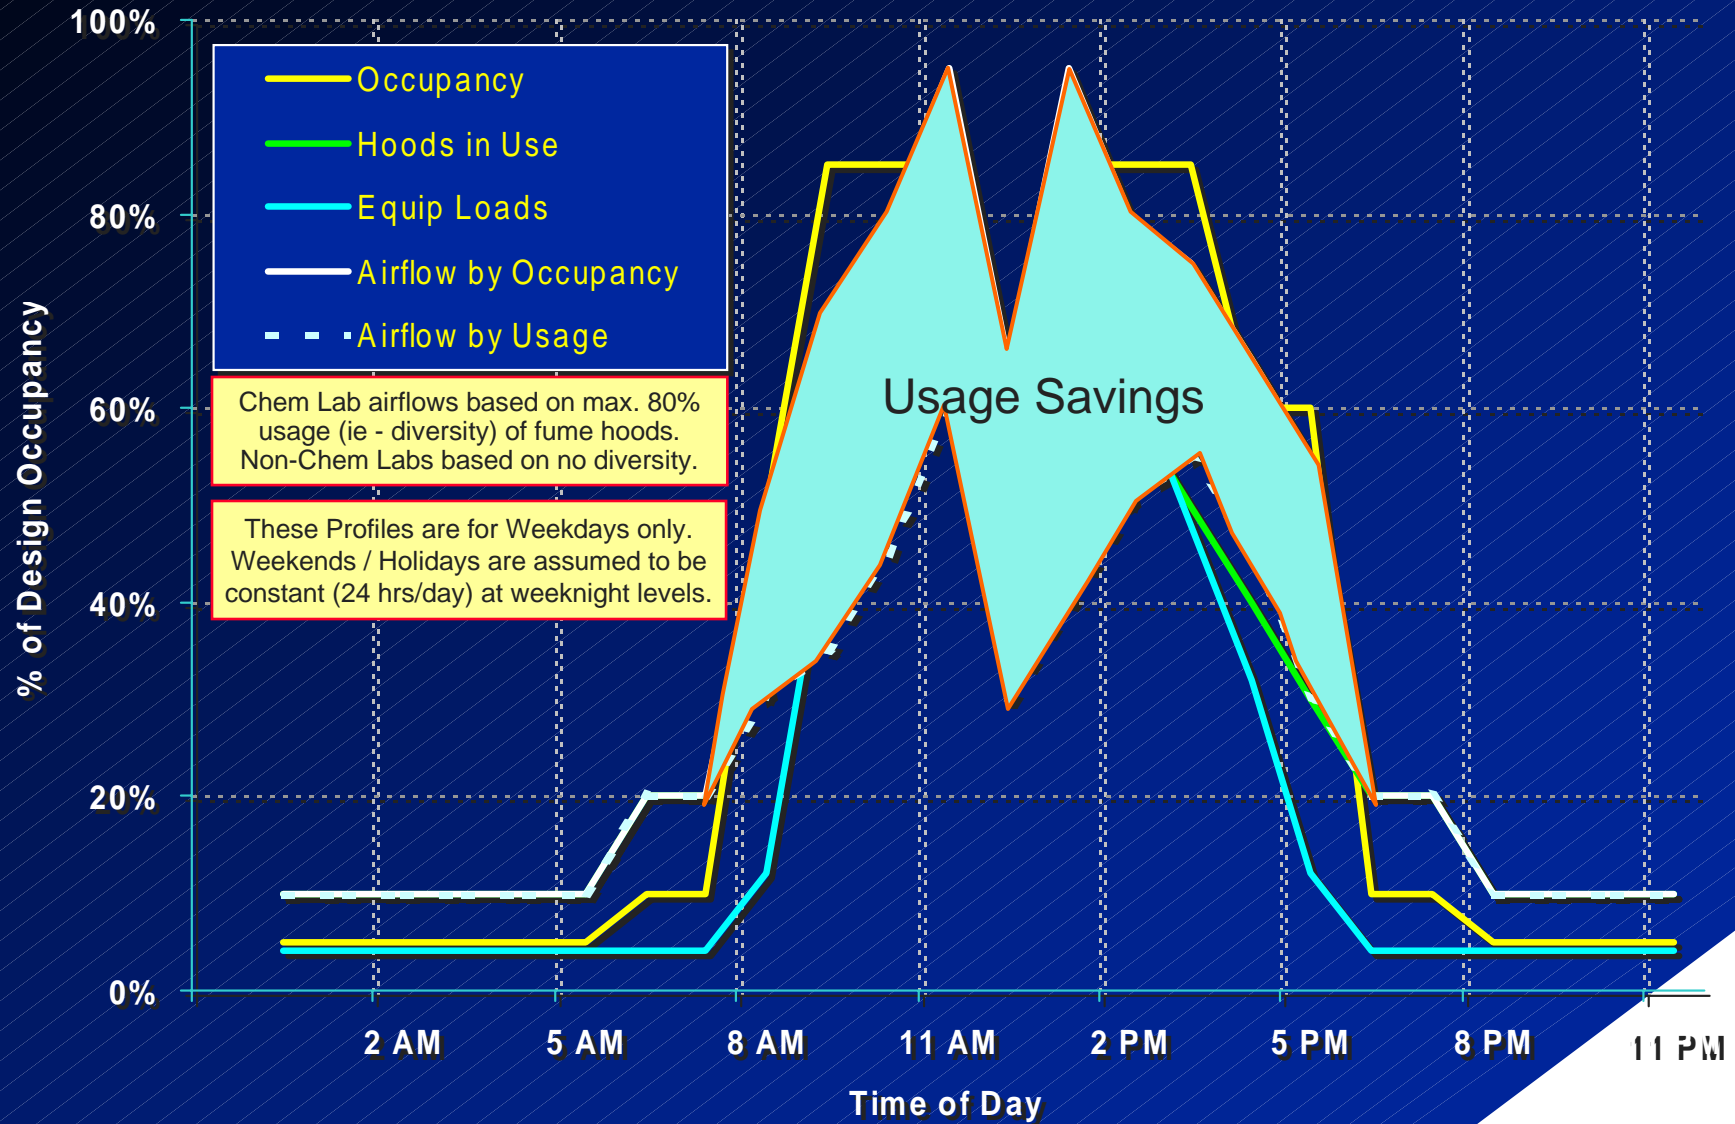 100%
80%
60%
40%
20%
0%
% of Design Occupancy
Occupancy
Hoods in Use
Equip Loads
Airflow by Occupancy
Airflow by Usage
Chem Lab airflows based on max. 80%
usage (ie - diversity) of fume hoods.
Non-Chem Labs based on no diversity.
These Profiles are for Weekdays only.
Weekends / Holidays are assumed to be
constant (24 hrs/day) at weeknight levels.
Usage Savings
2 AM 5 AM 8 AM 11 AM 2 PM 5 PM 8 PM 11 PM
Time of Day